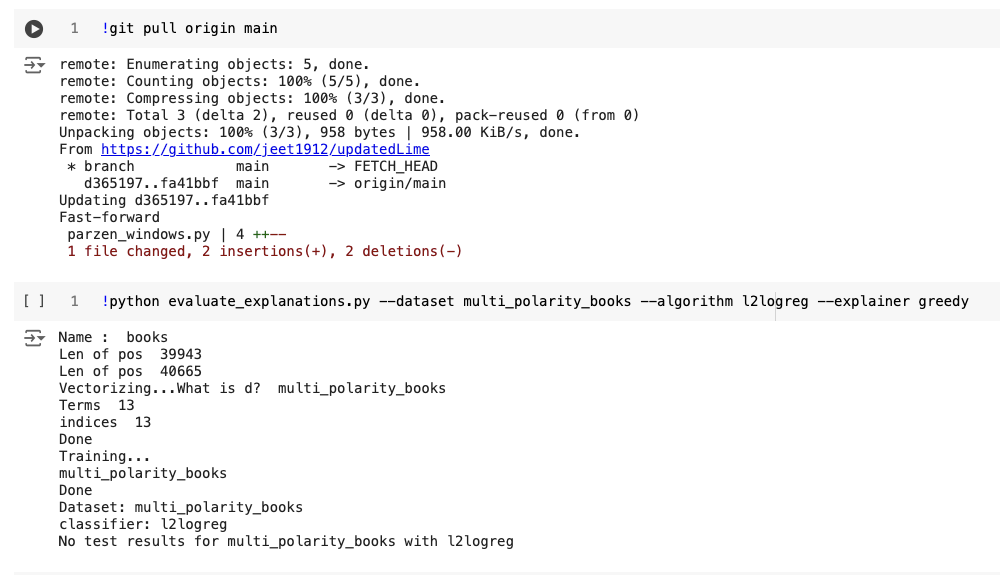 1 !git pull origin main
remote: Enumerating objects: 5, done.
remote: Counting objects: 100% (5/5), done.
remote: Compressing objects: 100% (3/3), done.
remote: Total 3 (delta 2), reused 0 (delta 0), pack-reused 0 (from 0)
Unpacking objects: 100% (3/3), 958 bytes | 958.00 KiB/s, done.
From https://github.com/jeet1912/updatedLime
 * branch            main       -> FETCH_HEAD
   d365197..fa41bbf  main       -> origin/main
Updating d365197..fa41bbf
Fast-forward
 parzen_windows.py | 4 ++--
 1 file changed, 2 insertions(+), 2 deletions(-)
[ ] 1 !python evaluate_explanations.py --dataset multi_polarity_books --algorithm l2logreg --explainer greedy
Name :  books
Len of pos  39943
Len of pos  40665
Vectorizing...What is d?  multi_polarity_books
Terms  13
indices  13
Done
Training...
multi_polarity_books
Done
Dataset: multi_polarity_books
classifier: l2logreg
No test results for multi_polarity_books with l2logreg